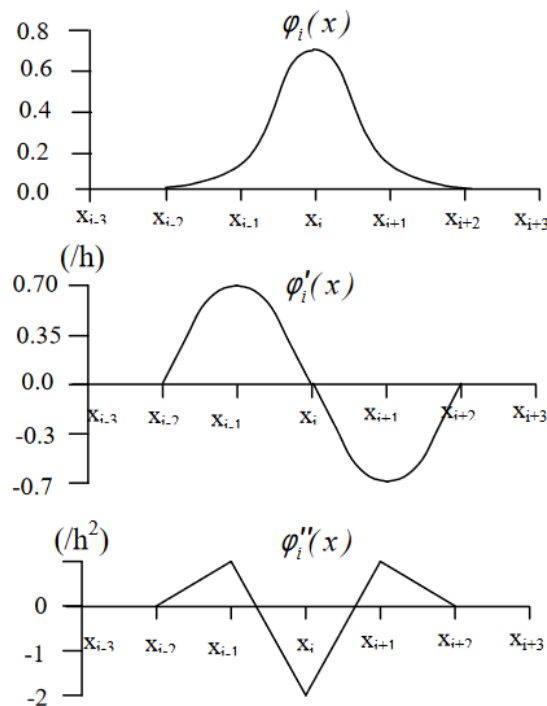 φᵢ(x)
0.8
0.6
0.4
0.2
0.0
xᵢ₋₃ xᵢ₋₂ xᵢ₋₁ xᵢ xᵢ₊₁ xᵢ₊₂ xᵢ₊₃
(/h)
φᵢ'(x)
0.70
0.35
0.0
xᵢ₋₃ xᵢ₋₂ xᵢ₋₁ xᵢ xᵢ₊₁ xᵢ₊₂ xᵢ₊₃
-0.3
-0.7
(/h²)
φᵢ''(x)
0
xᵢ₋₃ xᵢ₋₂ xᵢ₋₁ xᵢ xᵢ₊₁ xᵢ₊₂ xᵢ₊₃
-1
-2